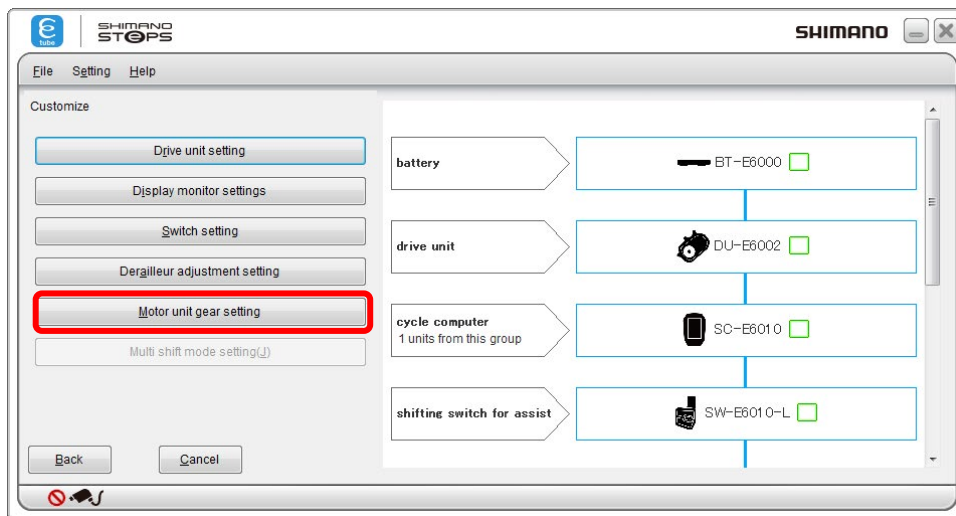 E
tube
SHIMANO
STEPS
SHIMANO
File Setting Help
Customize
Drive unit setting
Display monitor settings
Switch setting
Derailleur adjustment setting
Motor unit gear setting
Multi shift mode setting(J)
Back Cancel
battery
BT-E6000
drive unit
DU-E6002
cycle computer
1 units from this group
SC-E6010
shifting switch for assist
SW-E6010-L